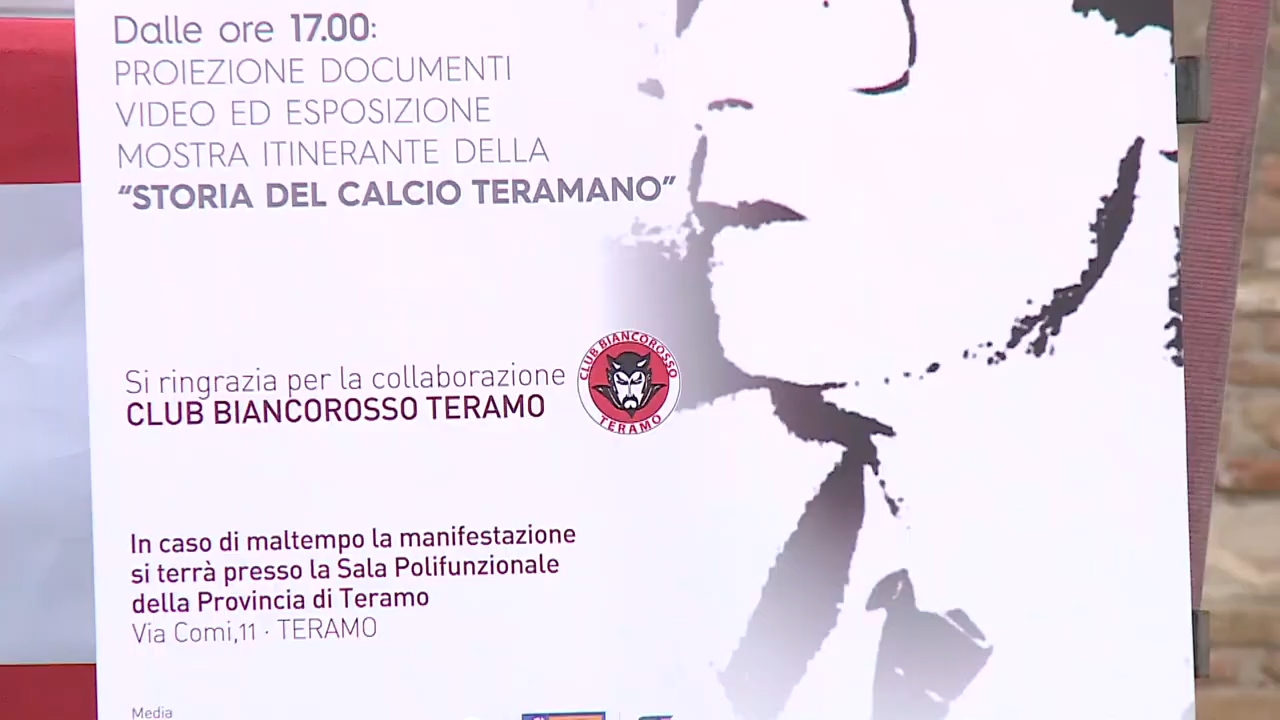 Dalle ore 17.00:
PROIEZIONE DOCUMENTI
VIDEO ED ESPOSIZIONE
MOSTRA ITINERANTE DELLA
“STORIA DEL CALCIO TERAMANO”
Si ringrazia per la collaborazione
CLUB BIANCOROSSO TERAMO
CLUB BIANCOROSSO
TERAMO
In caso di maltempo la manifestazione
si terrà presso la Sala Polifunzionale
della Provincia di Teramo
Via Comi,11 · TERAMO
Media